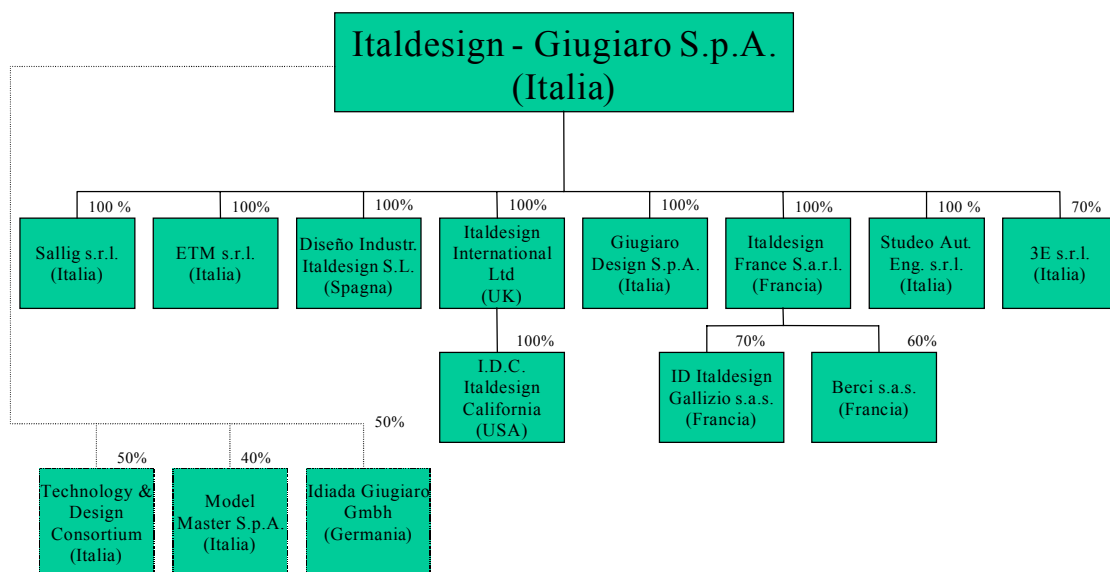 Italdesign - Giugiaro S.p.A.
(Italia)
100 %
100%
100%
100%
100%
100%
100 %
70%
Sallig s.r.l.
(Italia)
ETM s.r.l.
(Italia)
Diseño Industr.
Italdesign S.L.
(Spagna)
Italdesign
International
Ltd
(UK)
Giugiaro
Design S.p.A.
(Italia)
Italdesign
France S.a.r.l.
(Francia)
Studeo Aut.
Eng. s.r.l.
(Italia)
3E s.r.l.
(Italia)
100%
70%
60%
I.D.C.
Italdesign
California
(USA)
ID Italdesign
Gallizio s.a.s.
(Francia)
Berci s.a.s.
(Francia)
50%
50%
40%
Technology &
Design
Consortium
(Italia)
Model
Master S.p.A.
(Italia)
Idiada Giugiaro
Gmbh
(Germania)